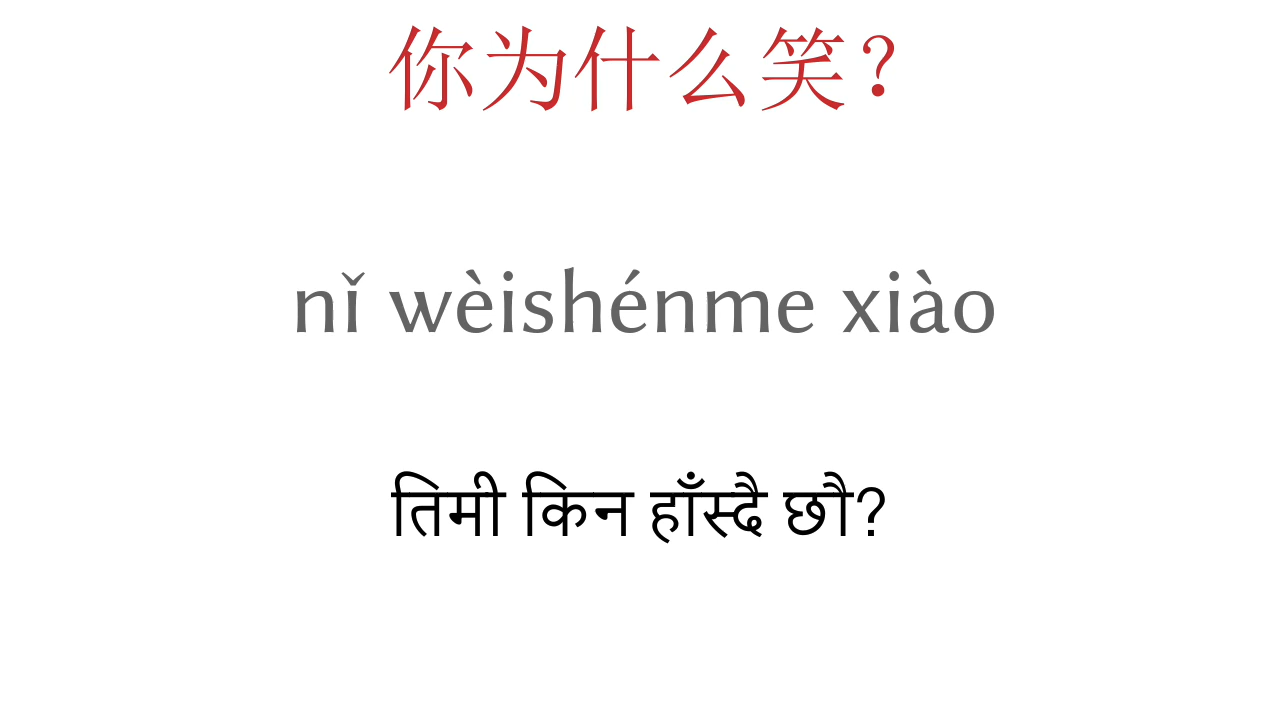 你为什么笑？
nǐ wèishénme xiào
तिमी किन हाँस्दै छौ?